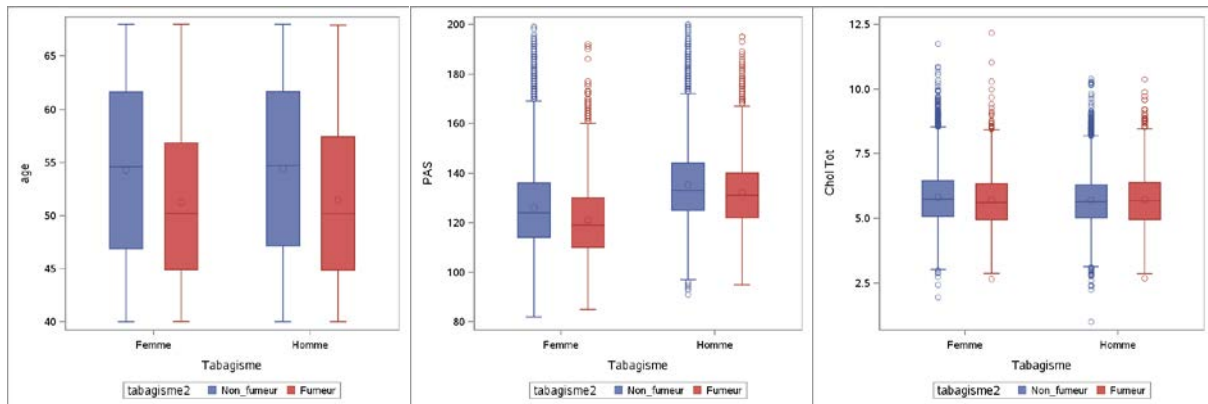 age
65
60
55
50
45
40
Femme Homme
Tabagisme
tabagisme2 Non_fumeur Fumeur
PAS
200
180
160
140
120
100
80
Femme Homme
Tabagisme
tabagisme2 Non_fumeur Fumeur
Chol Tot
12.5
10.0
7.5
5.0
2.5
Femme Homme
Tabagisme
tabagisme2 Non_fumeur Fumeur